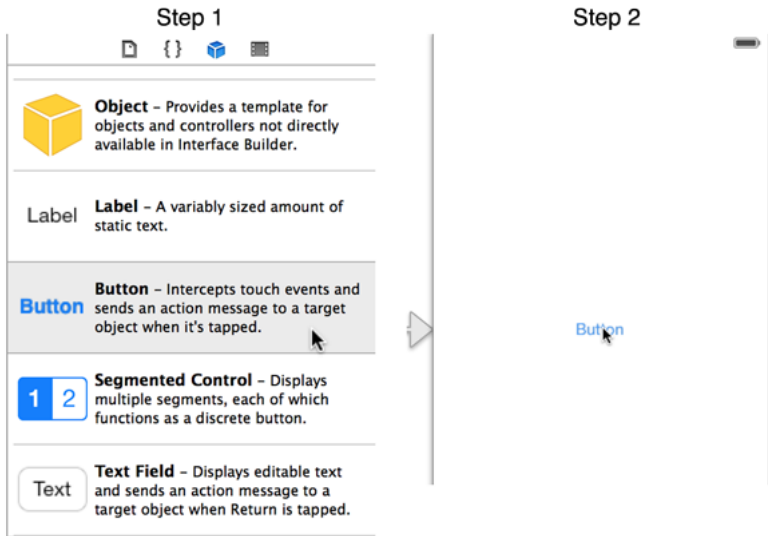 Step 1
Step 2
{ }
Object – Provides a template for
objects and controllers not directly
available in Interface Builder.
Label
Label – A variably sized amount of
static text.
Button
Button – Intercepts touch events and
sends an action message to a target
object when it's tapped.
Button
1 2
Segmented Control – Displays
multiple segments, each of which
functions as a discrete button.
Text
Text Field – Displays editable text
and sends an action message to a
target object when Return is tapped.